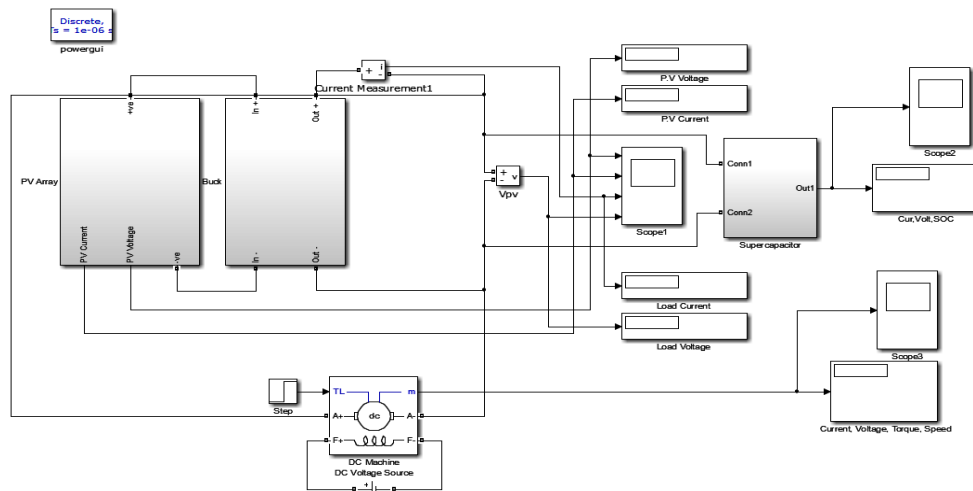 Discrete,
Ts = 1e-06 s
powergui
+ve
In +
Out +
+
i
-
Current Measurement1
P.V Voltage
P.V Current
PV Array
Buck
PV Current
PV Voltage
-ve
In -
Out -
+
-
v
Vpv
Scope1
Conn1
Conn2
Out1
Supercapacitor
Scope2
Cur,Volt,SOC
Load Current
Load Voltage
Scope3
Current, Voltage, Torque, Speed
Step
TL
m
A+
dc
A-
F+
F-
DC Machine
DC Voltage Source
+